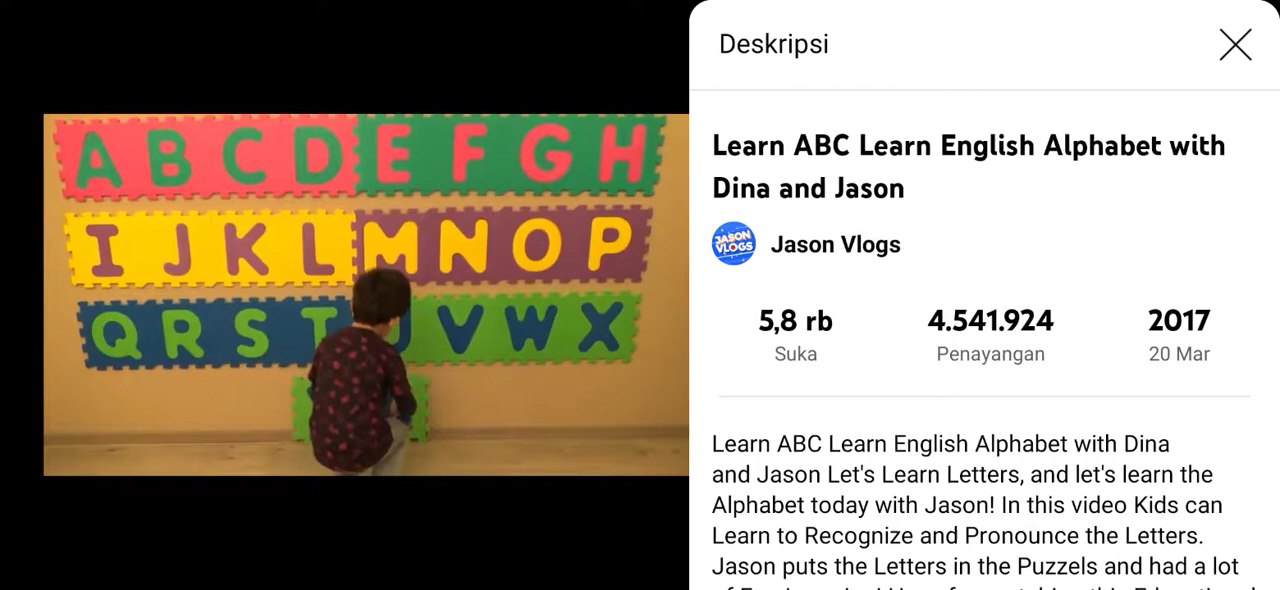 A B C D E F G H
I J K L M N O P
Q R S T U V W X
Deskripsi
Learn ABC Learn English Alphabet with
Dina and Jason
JASON
VLOGS
Jason Vlogs
5,8 rb
4.541.924
2017
Suka
Penayangan
20 Mar
Learn ABC Learn English Alphabet with Dina
and Jason Let's Learn Letters, and let's learn the
Alphabet today with Jason! In this video Kids can
Learn to Recognize and Pronounce the Letters.
Jason puts the Letters in the Puzzels and had a lot